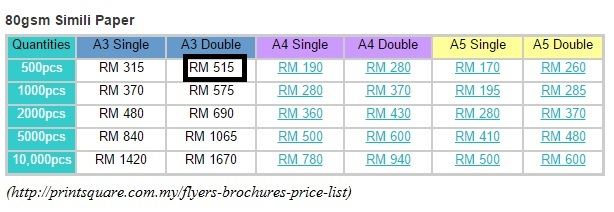 80gsm Simili Paper
Quantities A3 Single A3 Double A4 Single A4 Double A5 Single A5 Double
500pcs RM 315 RM 515 RM 190 RM 280 RM 170 RM 260
1000pcs RM 370 RM 575 RM 280 RM 370 RM 195 RM 285
2000pcs RM 480 RM 690 RM 360 RM 430 RM 280 RM 370
5000pcs RM 840 RM 1065 RM 500 RM 600 RM 410 RM 480
10,000pcs RM 1420 RM 1670 RM 780 RM 940 RM 500 RM 600
(http://printsquare.com.my/flyers-brochures-price-list)